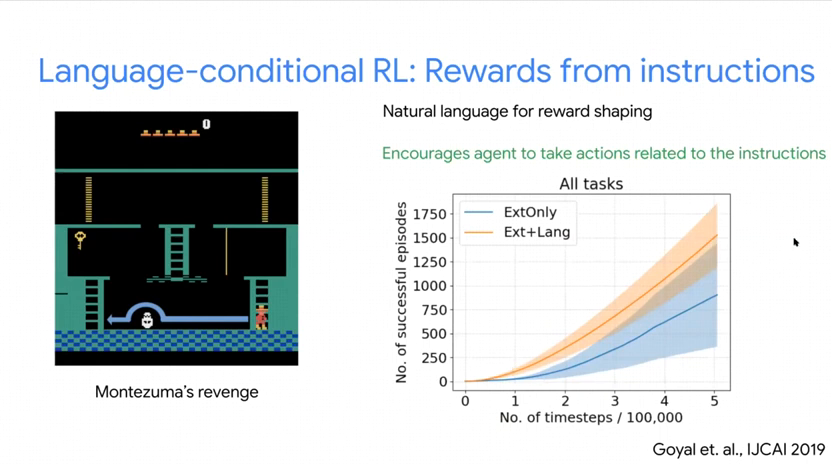 Language-conditional RL: Rewards from instructions
0
Montezuma's revenge
Natural language for reward shaping
Encourages agent to take actions related to the instructions
All tasks
ExtOnly
Ext+Lang
No. of successful episodes
1750
1500
1250
1000
750
500
250
0
0 1 2 3 4 5
No. of timesteps / 100,000
Goyal et. al., IJCAI 2019